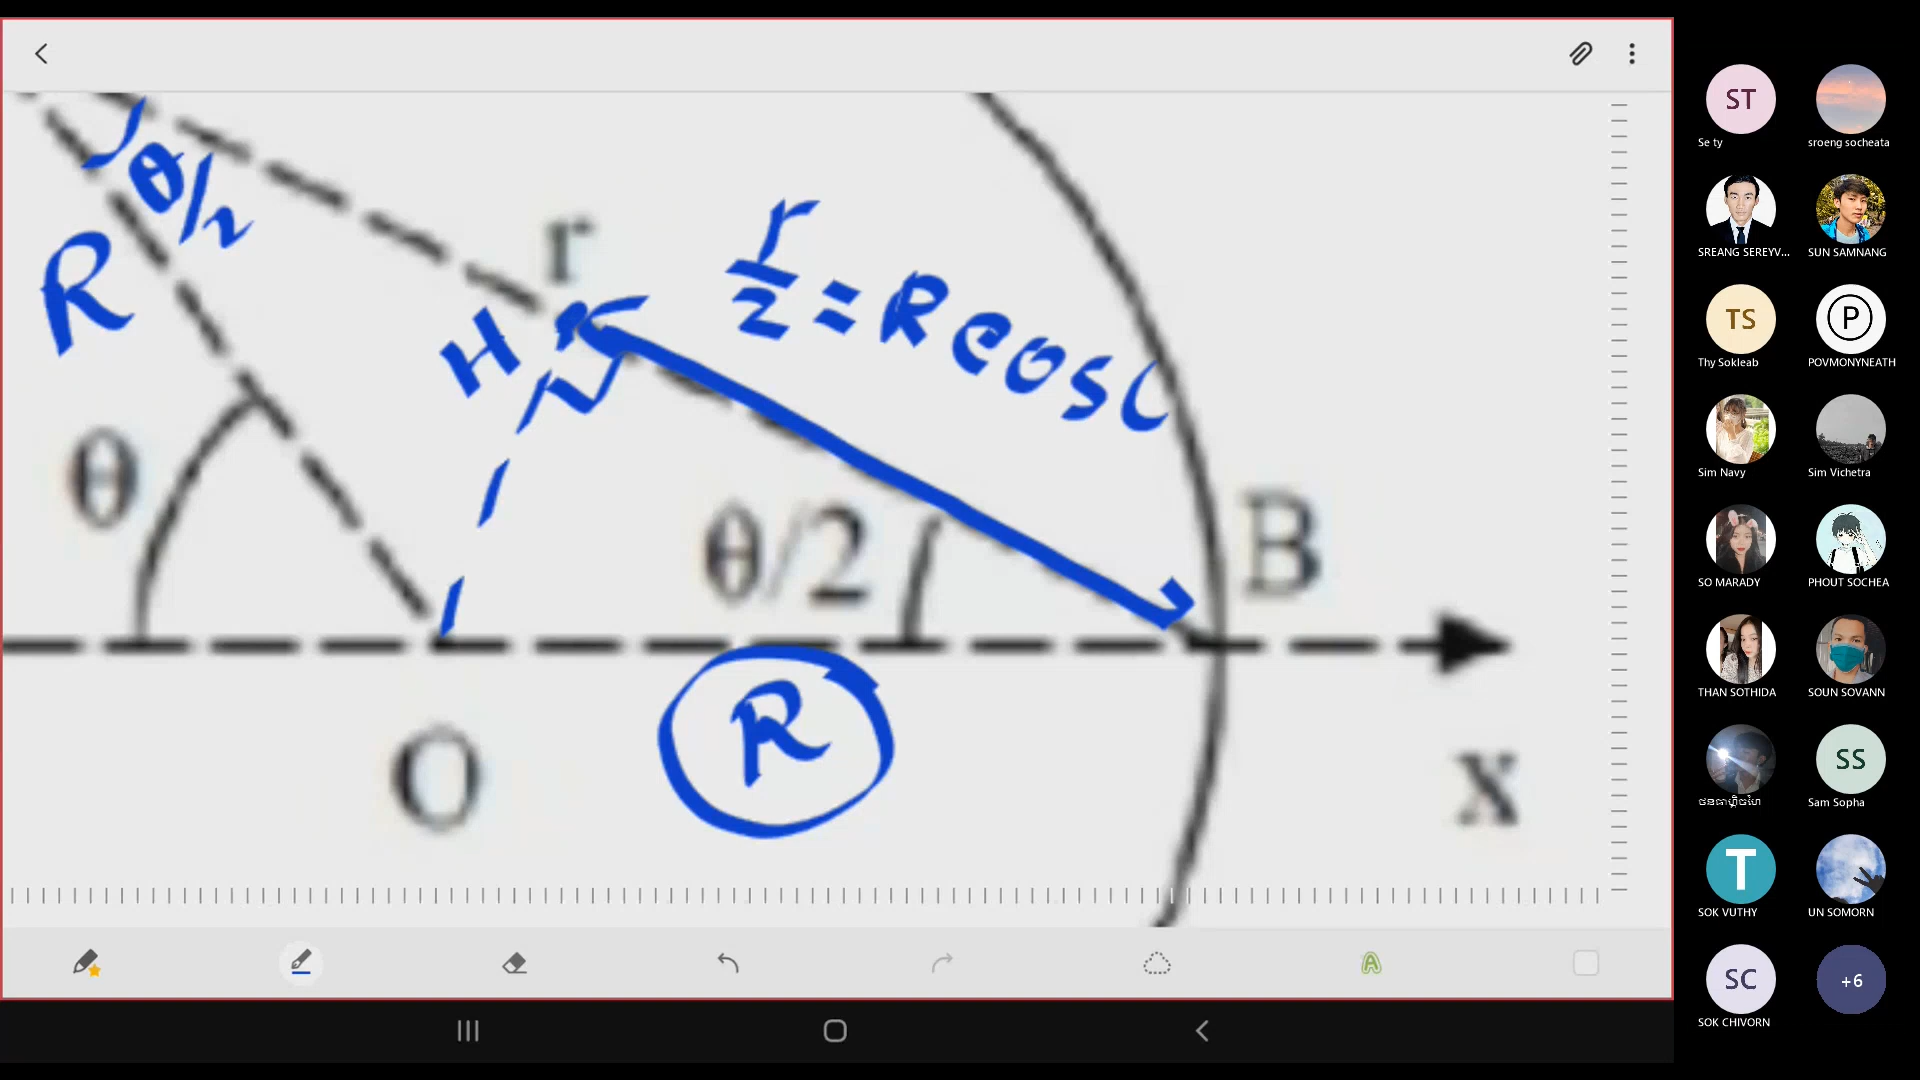 ST
Se ty
sroeng socheata
θ/2
R
r
r/2 = R cos(
H
SREANG SEREYV...
SUN SAMNANG
TS
P
Thy Sokleab
POVMONYNEATH
θ
θ/2
B
Sim Navy
Sim Vichetra
SO MARADY
PHOUT SOCHEA
R
O
x
THAN SOTHIDA
SOUN SOVANN
SS
Sam Sopha
T
SOK VUTHY
UN SOMORN
A
SC
+6
SOK CHIVORN